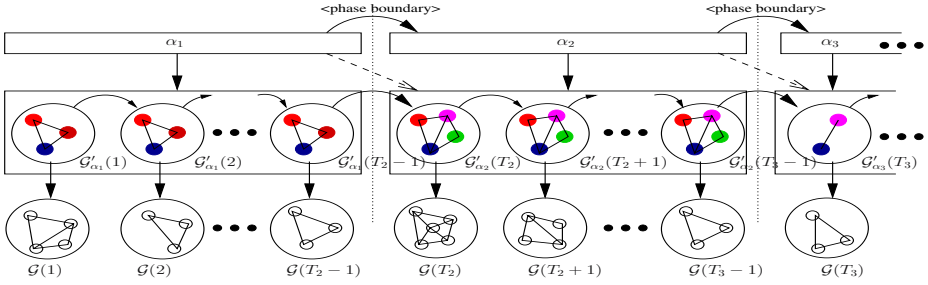 <phase boundary> <phase boundary>
α₁ α₂ α₃
𝒢′α₁(1) 𝒢′α₁(2) 𝒢′α₁(T₂ − 1) 𝒢′α₂(T₂) 𝒢′α₂(T₂ + 1) 𝒢′α₂(T₃ − 1) 𝒢′α₃(T₃)
𝒢(1) 𝒢(2) 𝒢(T₂ − 1) 𝒢(T₂) 𝒢(T₂ + 1) 𝒢(T₃ − 1) 𝒢(T₃)